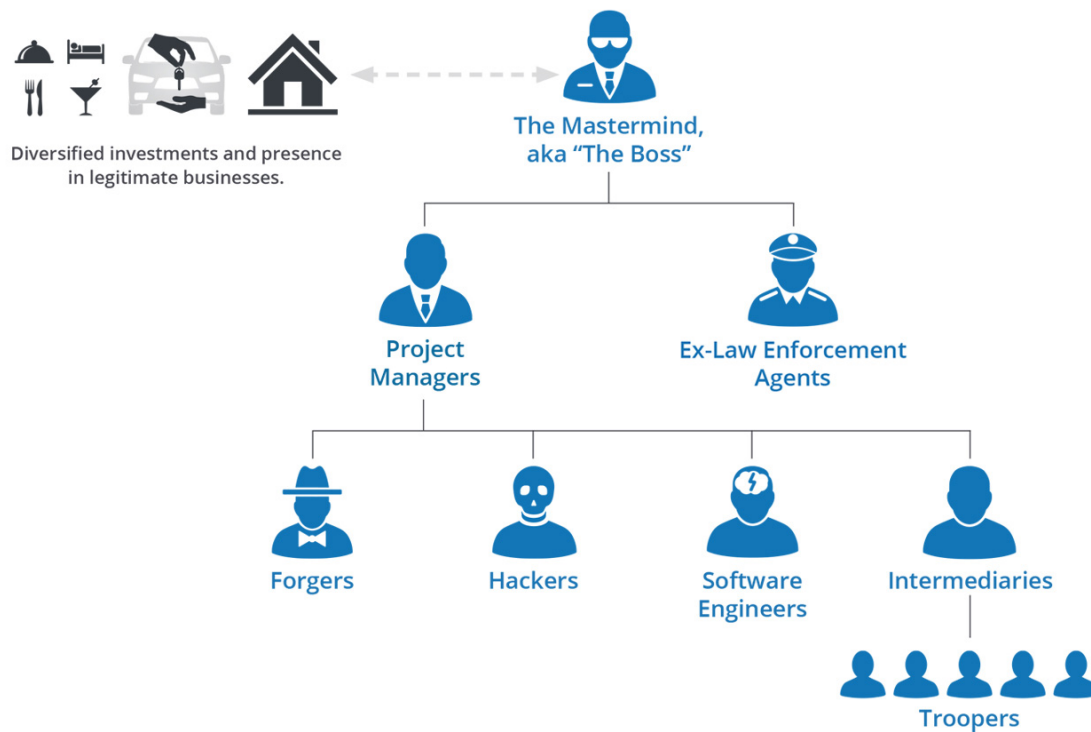 The Mastermind,
aka “The Boss”
Diversified investments and presence
in legitimate businesses.
Project
Managers
Ex-Law Enforcement
Agents
Forgers
Hackers
Software
Engineers
Intermediaries
Troopers